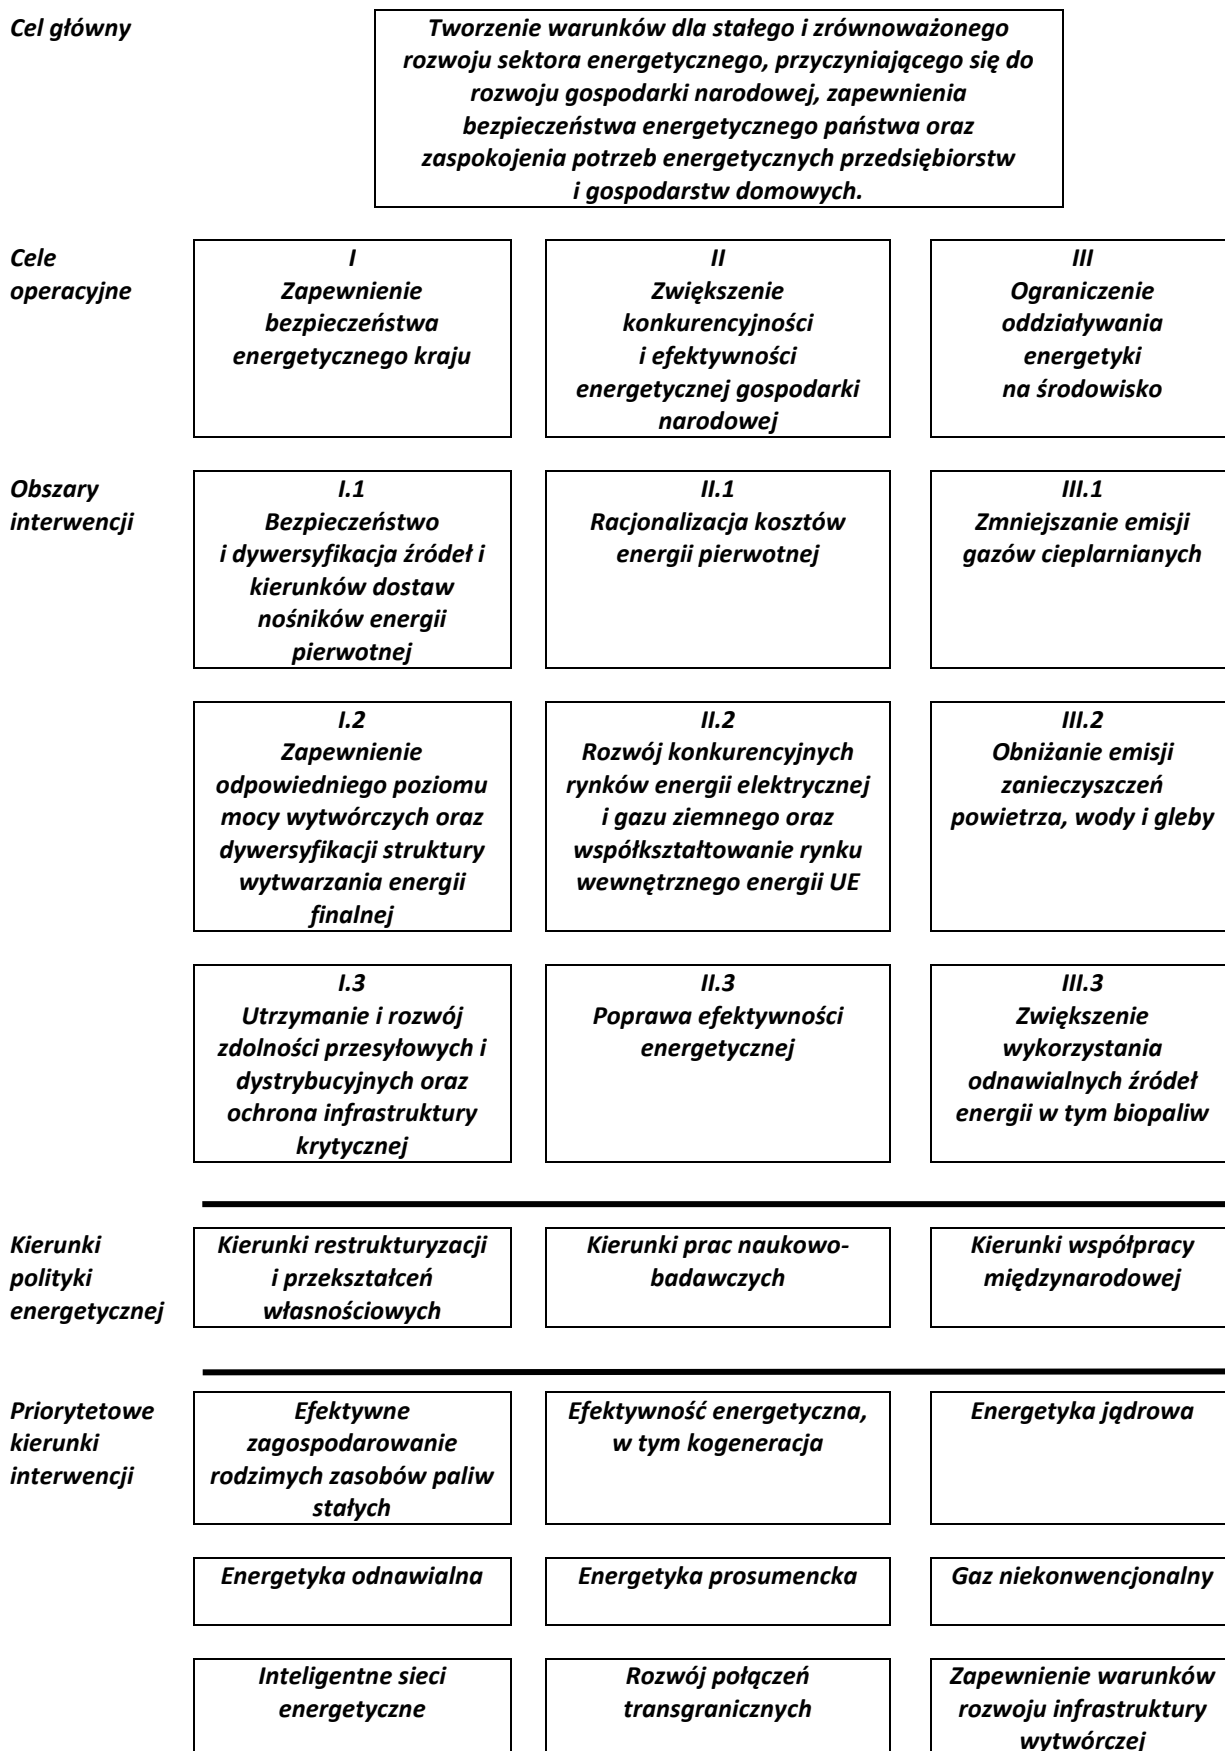 Cel główny
Tworzenie warunków dla stałego i zrównoważonego
rozwoju sektora energetycznego, przyczyniającego się do
rozwoju gospodarki narodowej, zapewnienia
bezpieczeństwa energetycznego państwa oraz
zaspokojenia potrzeb energetycznych przedsiębiorstw
i gospodarstw domowych.
Cele
operacyjne
I
Zapewnienie
bezpieczeństwa
energetycznego kraju
II
Zwiększenie
konkurencyjności
i efektywności
energetycznej gospodarki
narodowej
III
Ograniczenie
oddziaływania
energetyki
na środowisko
Obszary
interwencji
I.1
Bezpieczeństwo
i dywersyfikacja źródeł i
kierunków dostaw
nośników energii
pierwotnej
II.1
Racjonalizacja kosztów
energii pierwotnej
III.1
Zmniejszanie emisji
gazów cieplarnianych
I.2
Zapewnienie
odpowiedniego poziomu
mocy wytwórczych oraz
dywersyfikacji struktury
wytwarzania energii
finalnej
II.2
Rozwój konkurencyjnych
rynków energii elektrycznej
i gazu ziemnego oraz
współkształtowanie rynku
wewnętrznego energii UE
III.2
Obniżanie emisji
zanieczyszczeń
powietrza, wody i gleby
I.3
Utrzymanie i rozwój
zdolności przesyłowych i
dystrybucyjnych oraz
ochrona infrastruktury
krytycznej
II.3
Poprawa efektywności
energetycznej
III.3
Zwiększenie
wykorzystania
odnawialnych źródeł
energii w tym biopaliw
Kierunki
polityki
energetycznej
Kierunki restrukturyzacji
i przekształceń
własnościowych
Kierunki prac naukowo-
badawczych
Kierunki współpracy
międzynarodowej
Priorytetowe
kierunki
interwencji
Efektywne
zagospodarowanie
rodzimych zasobów paliw
stałych
Efektywność energetyczna,
w tym kogeneracja
Energetyka jądrowa
Energetyka odnawialna
Energetyka prosumencka
Gaz niekonwencjonalny
Inteligentne sieci
energetyczne
Rozwój połączeń
transgranicznych
Zapewnienie warunków
rozwoju infrastruktury
wytwórczej